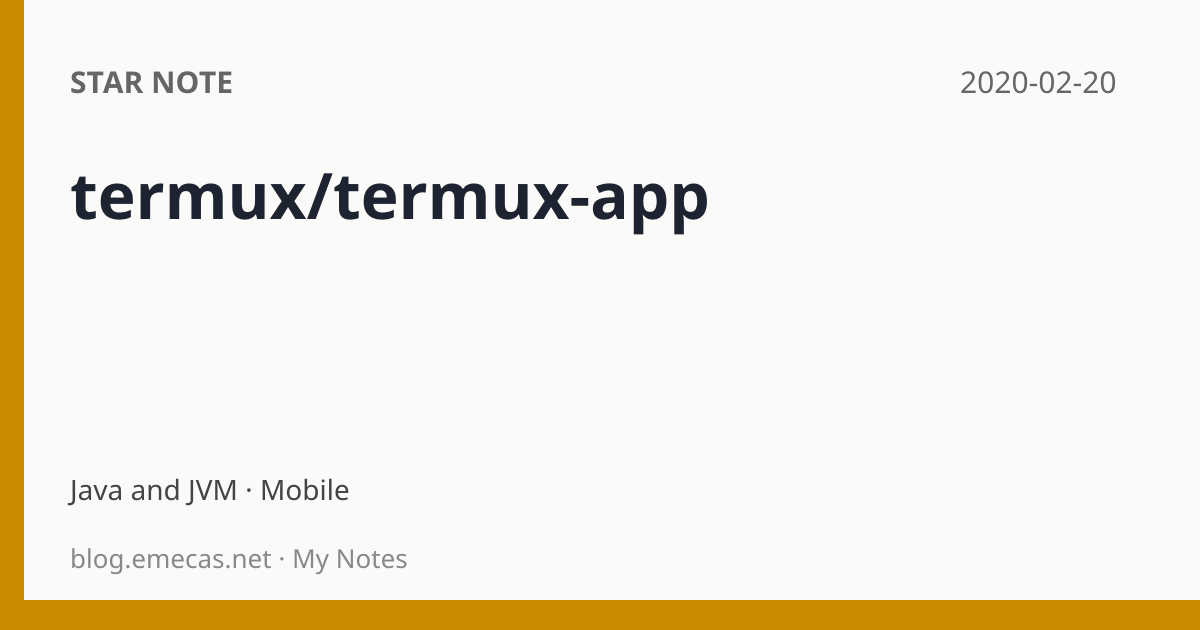 STAR NOTE
2020-02-20
termux/termux-app
Java and JVM · Mobile
blog.emecas.net · My Notes